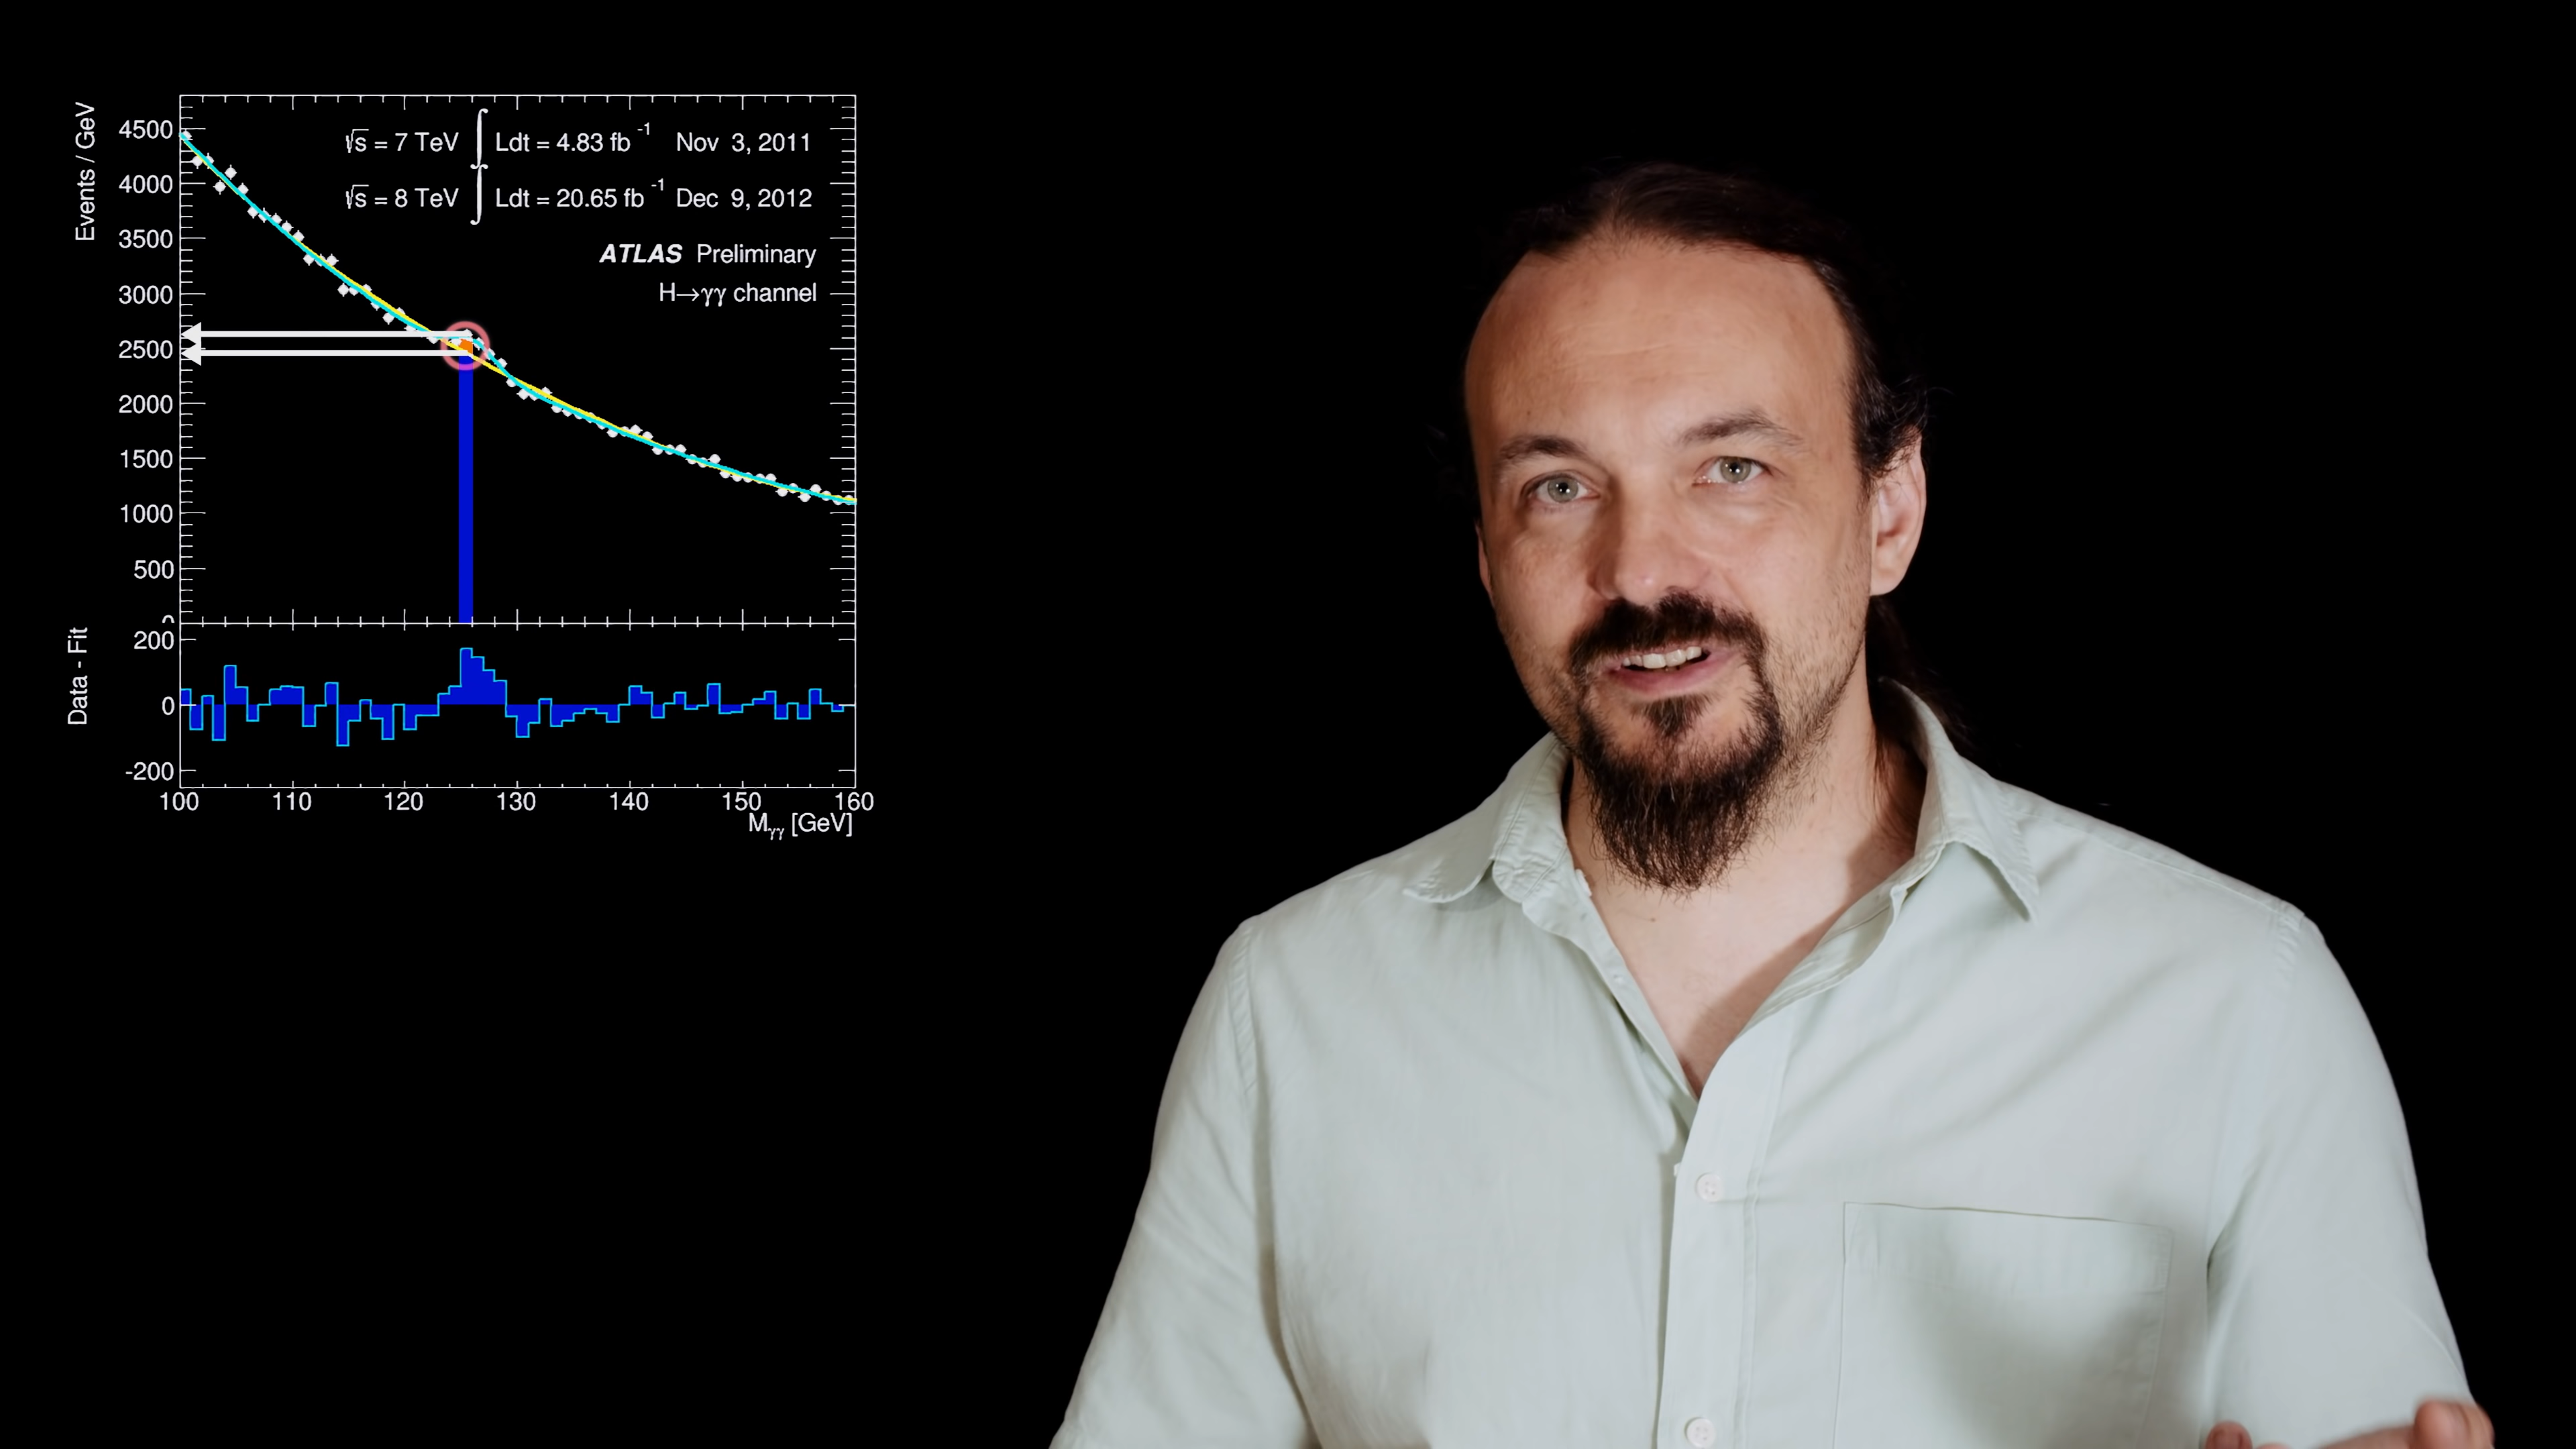 Events / GeV
4500
4000
3500
3000
2500
2000
1500
1000
500
0
√s = 7 TeV ∫ Ldt = 4.83 fb⁻¹ Nov 3, 2011
√s = 8 TeV ∫ Ldt = 20.65 fb⁻¹ Dec 9, 2012
ATLAS Preliminary
H→γγ channel
Data - Fit
200
0
-200
100 110 120 130 140 150 160
Mγγ [GeV]